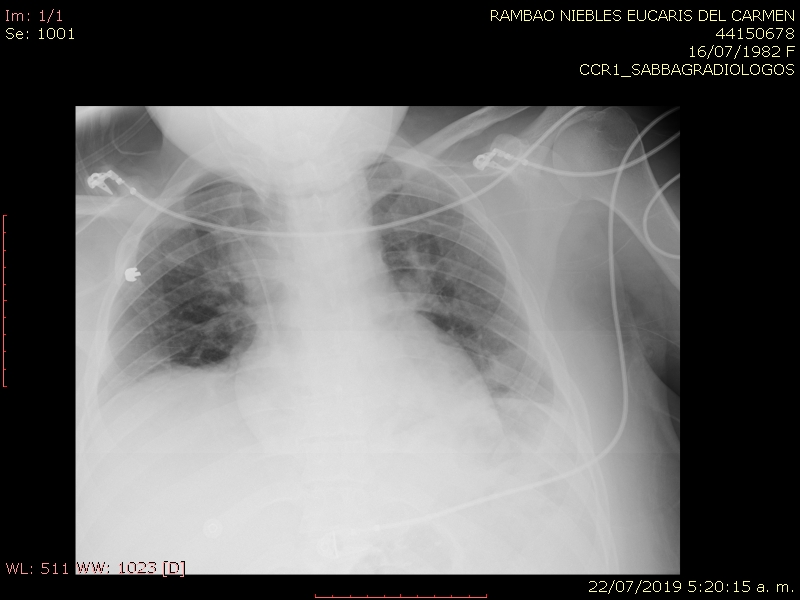 Im: 1/1
Se: 1001
RAMBAO NIEBLES EUCARIS DEL CARMEN
44150678
16/07/1982 F
CCR1_SABBAGRADIOLOGOS
WL: 511 WW: 1023 [D]
22/07/2019 5:20:15 a. m.